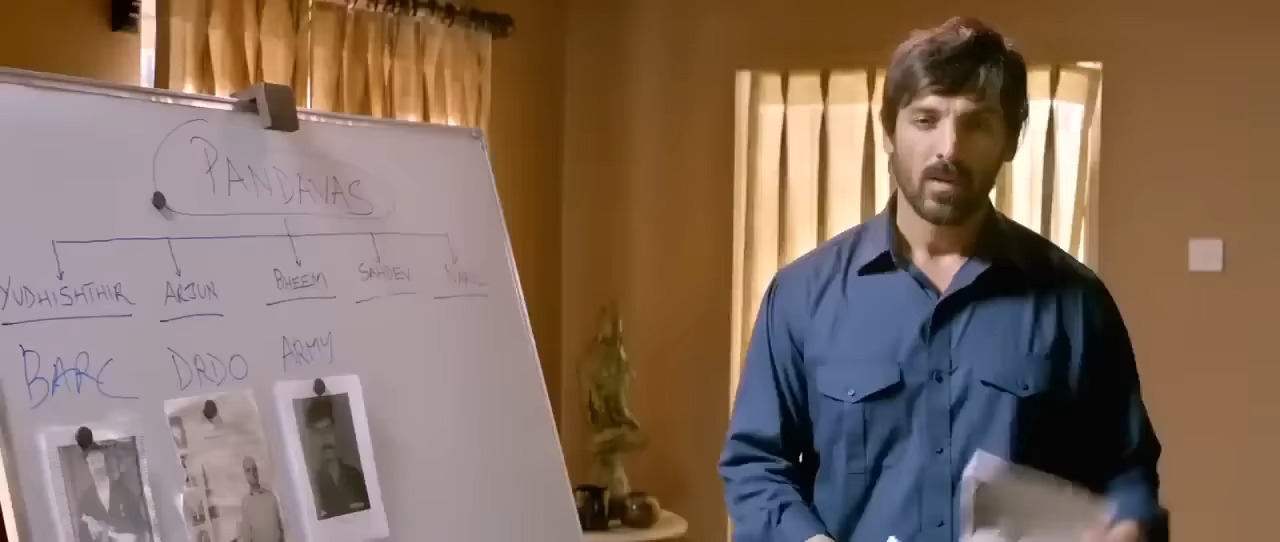 PANDAVAS
YUDHISHTHIR ARJUN BHEEM SAHDEV
BARC DRDO ARMY